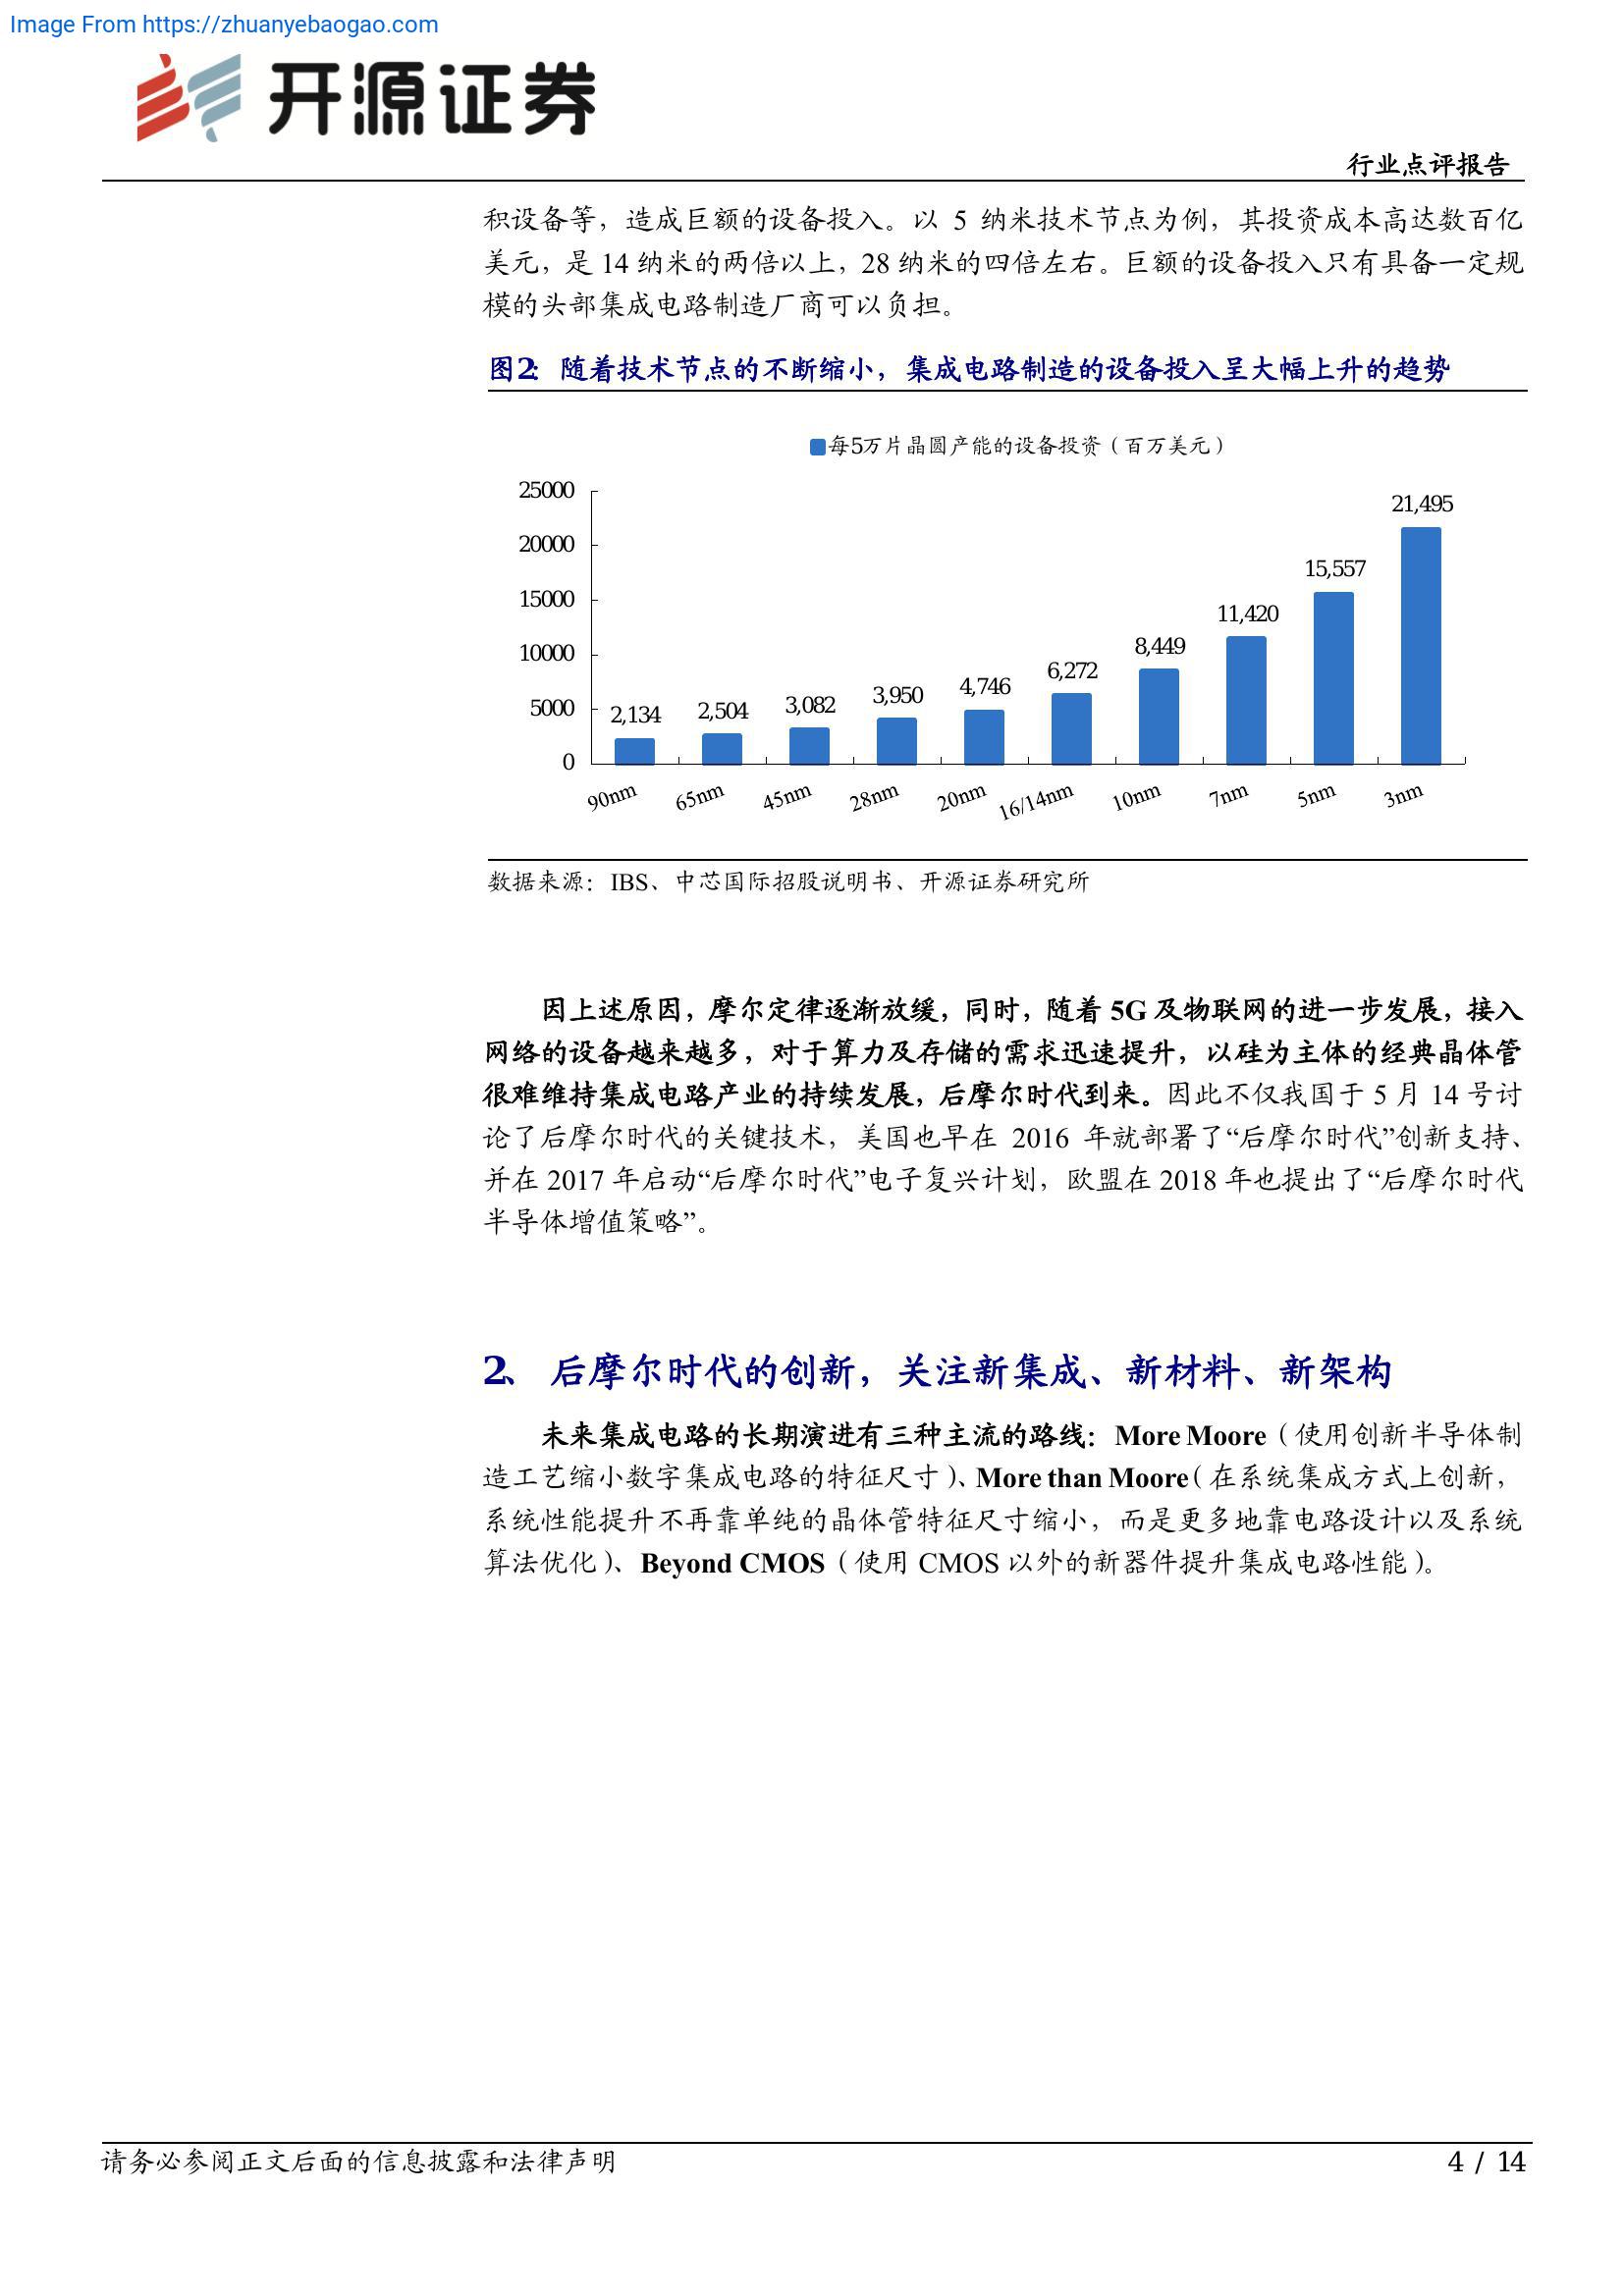 Image From https://zhuanyebaogao.com
开源证券
行业点评报告
积设备等，造成巨额的设备投入。以 5 纳米技术节点为例，其投资成本高达数百亿
美元，是 14 纳米的两倍以上，28 纳米的四倍左右。巨额的设备投入只有具备一定规
模的头部集成电路制造厂商可以负担。
图2：随着技术节点的不断缩小，集成电路制造的设备投入呈大幅上升的趋势
每5万片晶圆产能的设备投资（百万美元）
25000
20000
15000
10000
5000
0
2,134
2,504
3,082
3,950
4,746
6,272
8,449
11,420
15,557
21,495
90nm
65nm
45nm
28nm
20nm
16/14nm
10nm
7nm
5nm
3nm
数据来源：IBS、中芯国际招股说明书、开源证券研究所
因上述原因，摩尔定律逐渐放缓，同时，随着 5G 及物联网的进一步发展，接入
网络的设备越来越多，对于算力及存储的需求迅速提升，以硅为主体的经典晶体管
很难维持集成电路产业的持续发展，后摩尔时代到来。因此不仅我国于 5 月 14 号讨
论了后摩尔时代的关键技术，美国也早在 2016 年就部署了“后摩尔时代”创新支持、
并在 2017 年启动“后摩尔时代”电子复兴计划，欧盟在 2018 年也提出了“后摩尔时代
半导体增值策略”。
2、 后摩尔时代的创新，关注新集成、新材料、新架构
未来集成电路的长期演进有三种主流的路线：More Moore（使用创新半导体制
造工艺缩小数字集成电路的特征尺寸）、More than Moore（在系统集成方式上创新，
系统性能提升不再靠单纯的晶体管特征尺寸缩小，而是更多地靠电路设计以及系统
算法优化）、Beyond CMOS（使用 CMOS 以外的新器件提升集成电路性能）。
请务必参阅正文后面的信息披露和法律声明
4 / 14